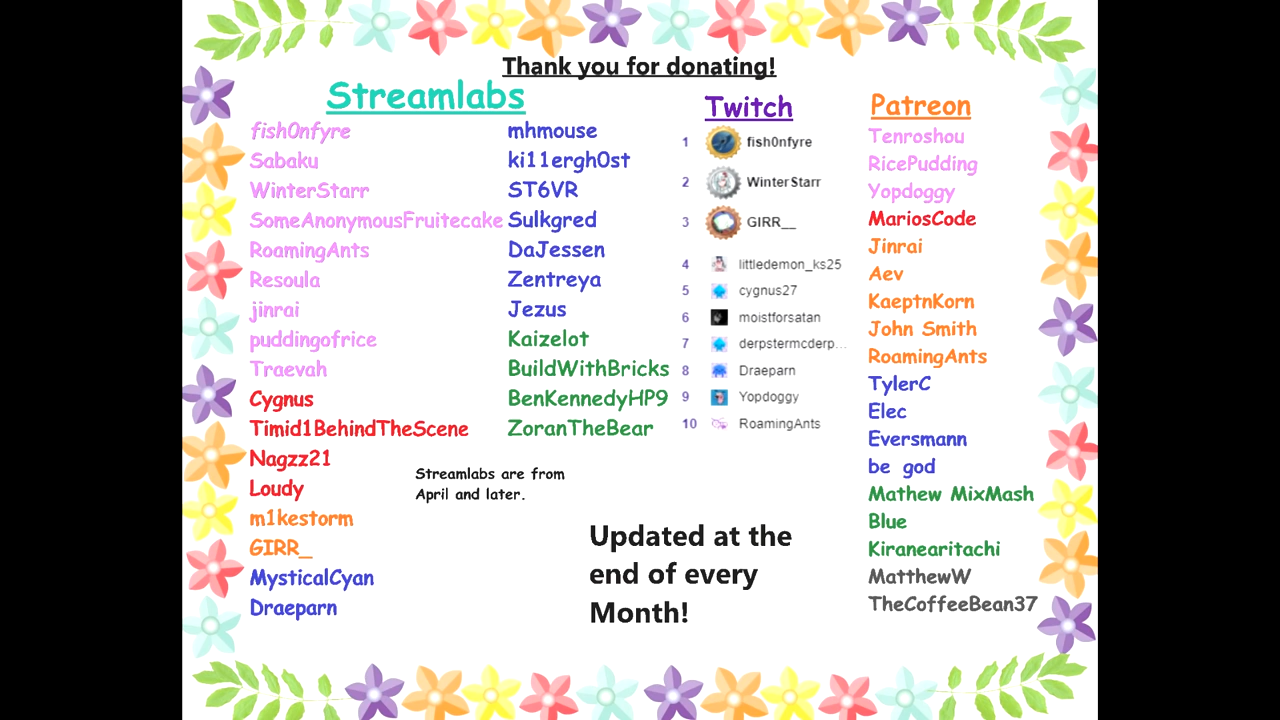 Thank you for donating!
Streamlabs
fish0nfyre
Sabaku
WinterStarr
SomeAnonymousFruitecake
RoamingAnts
Resoula
jinrai
puddingofrice
Traevah
Cygnus
Timid1BehindTheScene
Nagzz21
Loudy
m1kestorm
GIRR_
MysticalCyan
Draeparn
mhmouse
ki11ergh0st
ST6VR
Sulkgred
DaJessen
Zentreya
Jezus
Kaizelot
BuildWithBricks
BenKennedyHP9
ZoranTheBear
Streamlabs are from
April and later.
Twitch
1 fish0nfyre
2 WinterStarr
3 GIRR__
4 littledemon_ks25
5 cygnus27
6 moistforsatan
7 derpstermcderp...
8 Draeparn
9 Yopdoggy
10 RoamingAnts
Updated at the
end of every
Month!
Patreon
Tenroshou
RicePudding
Yopdoggy
MariosCode
Jinrai
Aev
KaeptnKorn
John Smith
RoamingAnts
TylerC
Elec
Eversmann
be god
Mathew MixMash
Blue
Kiranearitachi
MatthewW
TheCoffeeBean37